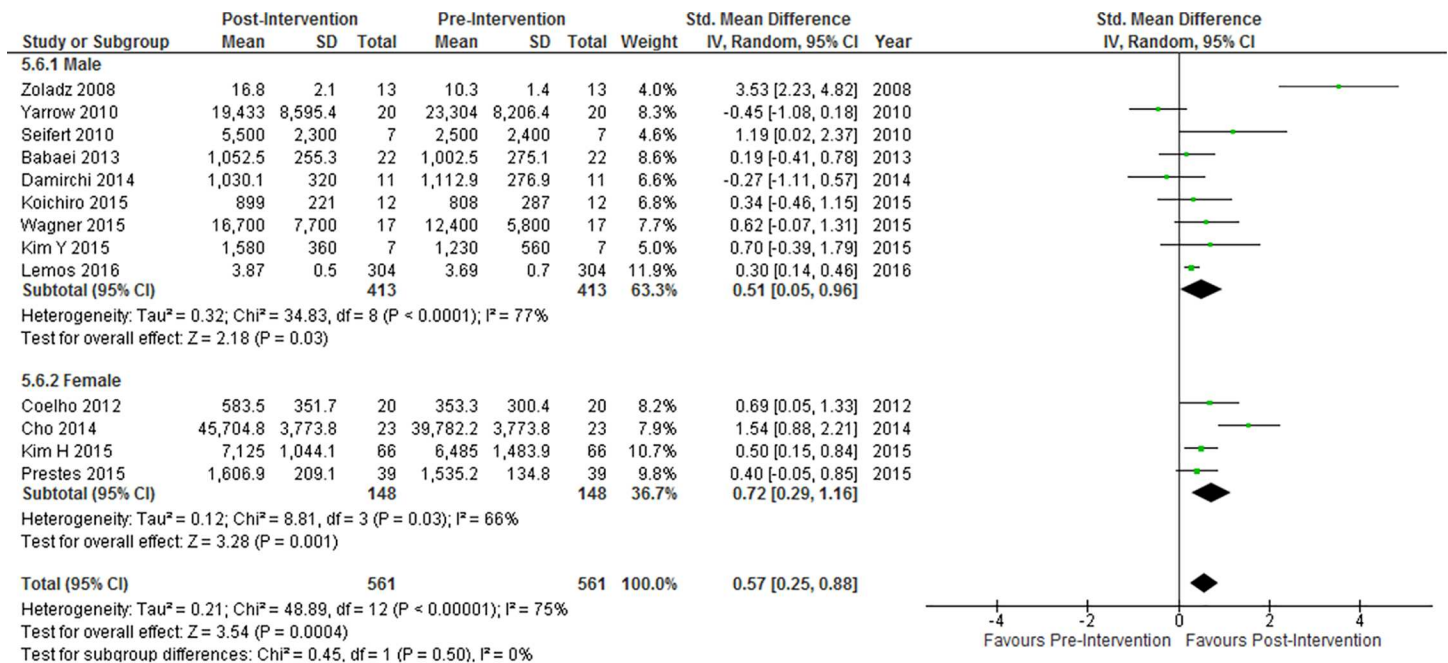 Post-Intervention Pre-Intervention Std. Mean Difference Std. Mean Difference
Study or Subgroup Mean SD Total Mean SD Total Weight IV, Random, 95% CI Year IV, Random, 95% CI
5.6.1 Male
Zoladz 2008 16.8 2.1 13 10.3 1.4 13 4.0% 3.53 [2.23, 4.82] 2008
Yarrow 2010 19,433 8,595.4 20 23,304 8,206.4 20 8.3% -0.45 [-1.08, 0.18] 2010
Seifert 2010 5,500 2,300 7 2,500 2,400 7 4.6% 1.19 [0.02, 2.37] 2010
Babaei 2013 1,052.5 255.3 22 1,002.5 275.1 22 8.6% 0.19 [-0.41, 0.78] 2013
Damirchi 2014 1,030.1 320 11 1,112.9 276.9 11 6.6% -0.27 [-1.11, 0.57] 2014
Koichiro 2015 899 221 12 808 287 12 6.8% 0.34 [-0.46, 1.15] 2015
Wagner 2015 16,700 7,700 17 12,400 5,800 17 7.7% 0.62 [-0.07, 1.31] 2015
Kim Y 2015 1,580 360 7 1,230 560 7 5.0% 0.70 [-0.39, 1.79] 2015
Lemos 2016 3.87 0.5 304 3.69 0.7 304 11.9% 0.30 [0.14, 0.46] 2016
Subtotal (95% CI) 413 413 63.3% 0.51 [0.05, 0.96]
Heterogeneity: Tau² = 0.32; Chi² = 34.83, df = 8 (P < 0.0001); I² = 77%
Test for overall effect: Z = 2.18 (P = 0.03)
5.6.2 Female
Coelho 2012 583.5 351.7 20 353.3 300.4 20 8.2% 0.69 [0.05, 1.33] 2012
Cho 2014 45,704.8 3,773.8 23 39,782.2 3,773.8 23 7.9% 1.54 [0.88, 2.21] 2014
Kim H 2015 7,125 1,044.1 66 6,485 1,483.9 66 10.7% 0.50 [0.15, 0.84] 2015
Prestes 2015 1,606.9 209.1 39 1,535.2 134.8 39 9.8% 0.40 [-0.05, 0.85] 2015
Subtotal (95% CI) 148 148 36.7% 0.72 [0.29, 1.16]
Heterogeneity: Tau² = 0.12; Chi² = 8.81, df = 3 (P = 0.03); I² = 66%
Test for overall effect: Z = 3.28 (P = 0.001)
Total (95% CI) 561 561 100.0% 0.57 [0.25, 0.88]
Heterogeneity: Tau² = 0.21; Chi² = 48.89, df = 12 (P < 0.00001); I² = 75%
Test for overall effect: Z = 3.54 (P = 0.0004)
Test for subgroup differences: Chi² = 0.45, df = 1 (P = 0.50), I² = 0%
-4 -2 0 2 4
Favours Pre-Intervention Favours Post-Intervention